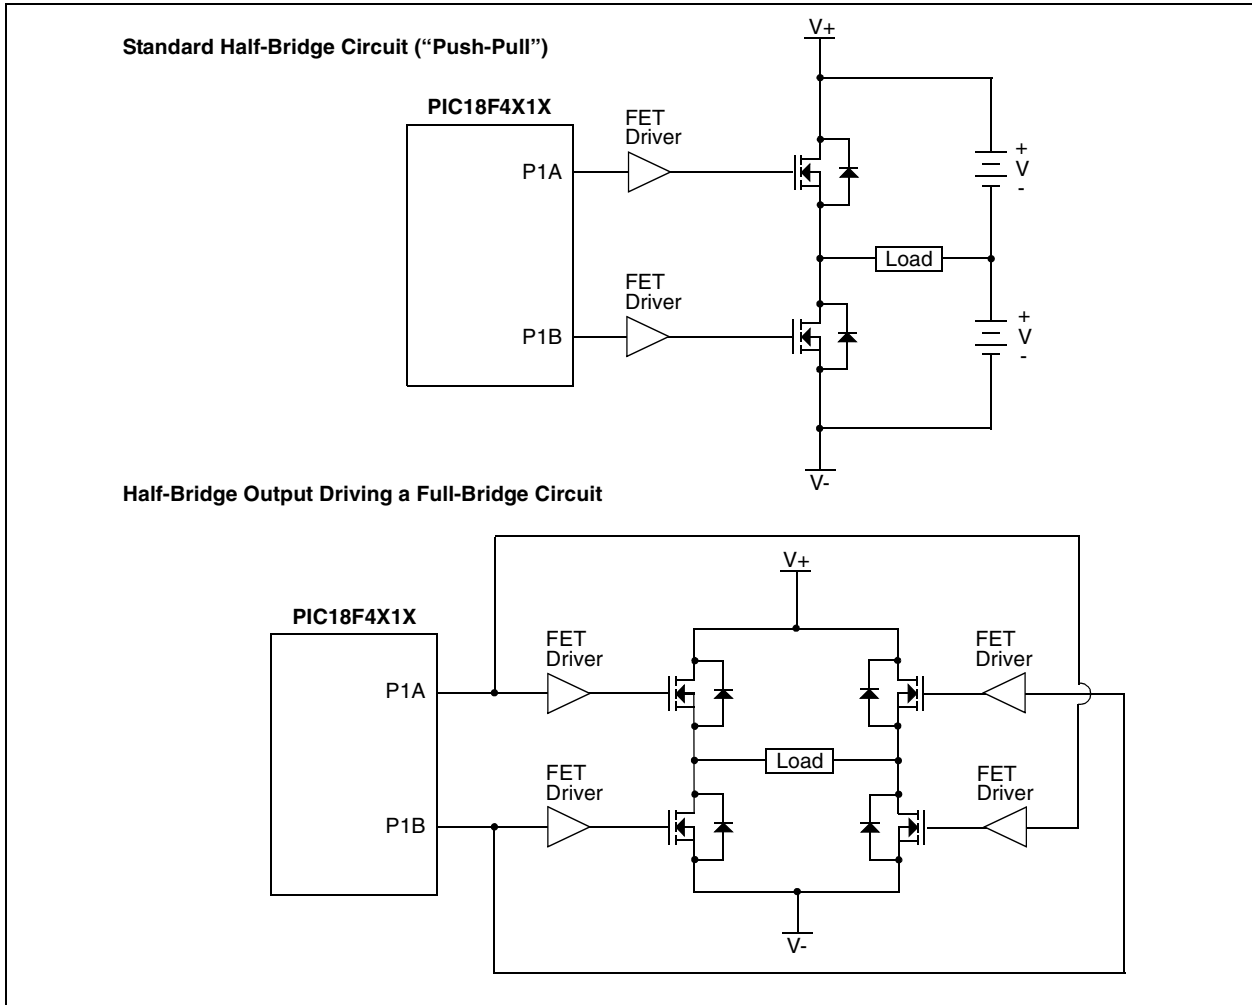 Standard Half-Bridge Circuit (“Push-Pull”)
V+
PIC18F4X1X
FET
Driver
P1A
+
V
-
Load
FET
Driver
P1B
+
V
-
V-
Half-Bridge Output Driving a Full-Bridge Circuit
V+
PIC18F4X1X
FET
Driver
FET
Driver
P1A
Load
FET
Driver
FET
Driver
P1B
V-